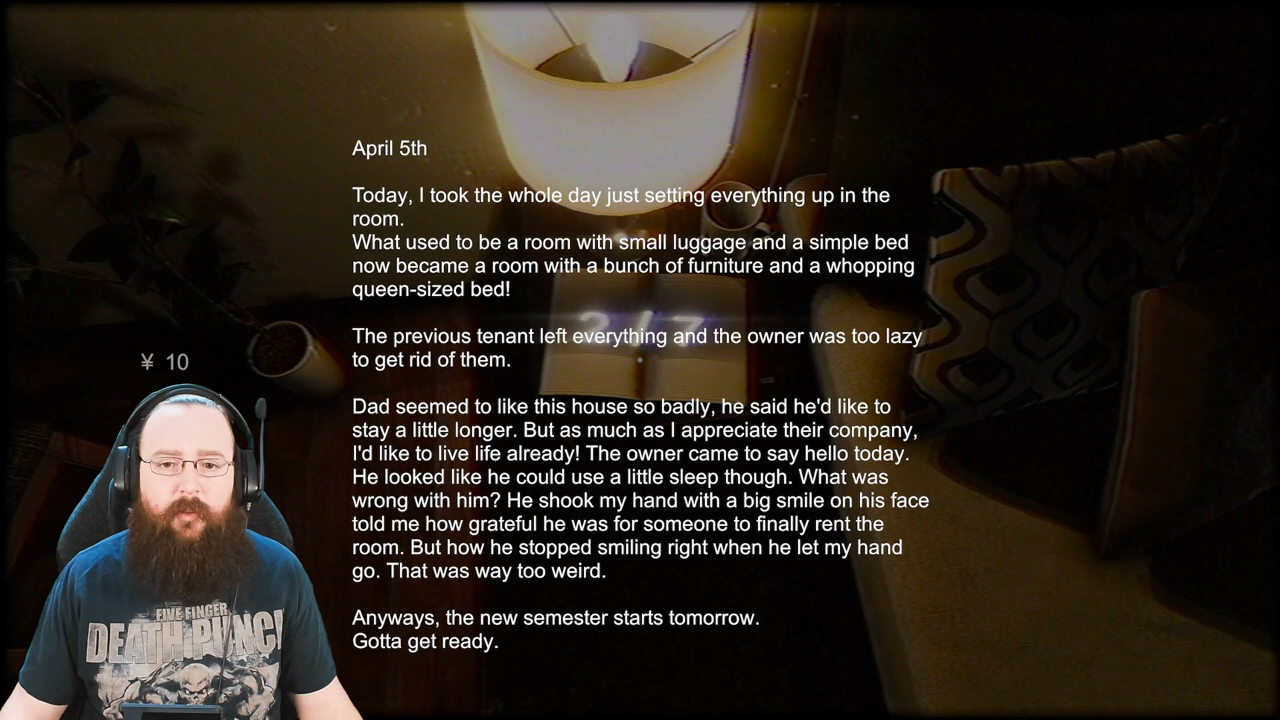 April 5th
Today, I took the whole day just setting everything up in the
room.
What used to be a room with small luggage and a simple bed
now became a room with a bunch of furniture and a whopping
queen-sized bed!
2/7
The previous tenant left everything and the owner was too lazy
to get rid of them.
¥ 10
Dad seemed to like this house so badly, he said he'd like to
stay a little longer. But as much as I appreciate their company,
I'd like to live life already! The owner came to say hello today.
He looked like he could use a little sleep though. What was
wrong with him? He shook my hand with a big smile on his face
told me how grateful he was for someone to finally rent the
room. But how he stopped smiling right when he let my hand
go. That was way too weird.
Anyways, the new semester starts tomorrow.
Gotta get ready.
FIVE FINGER
DEATH PUNCH